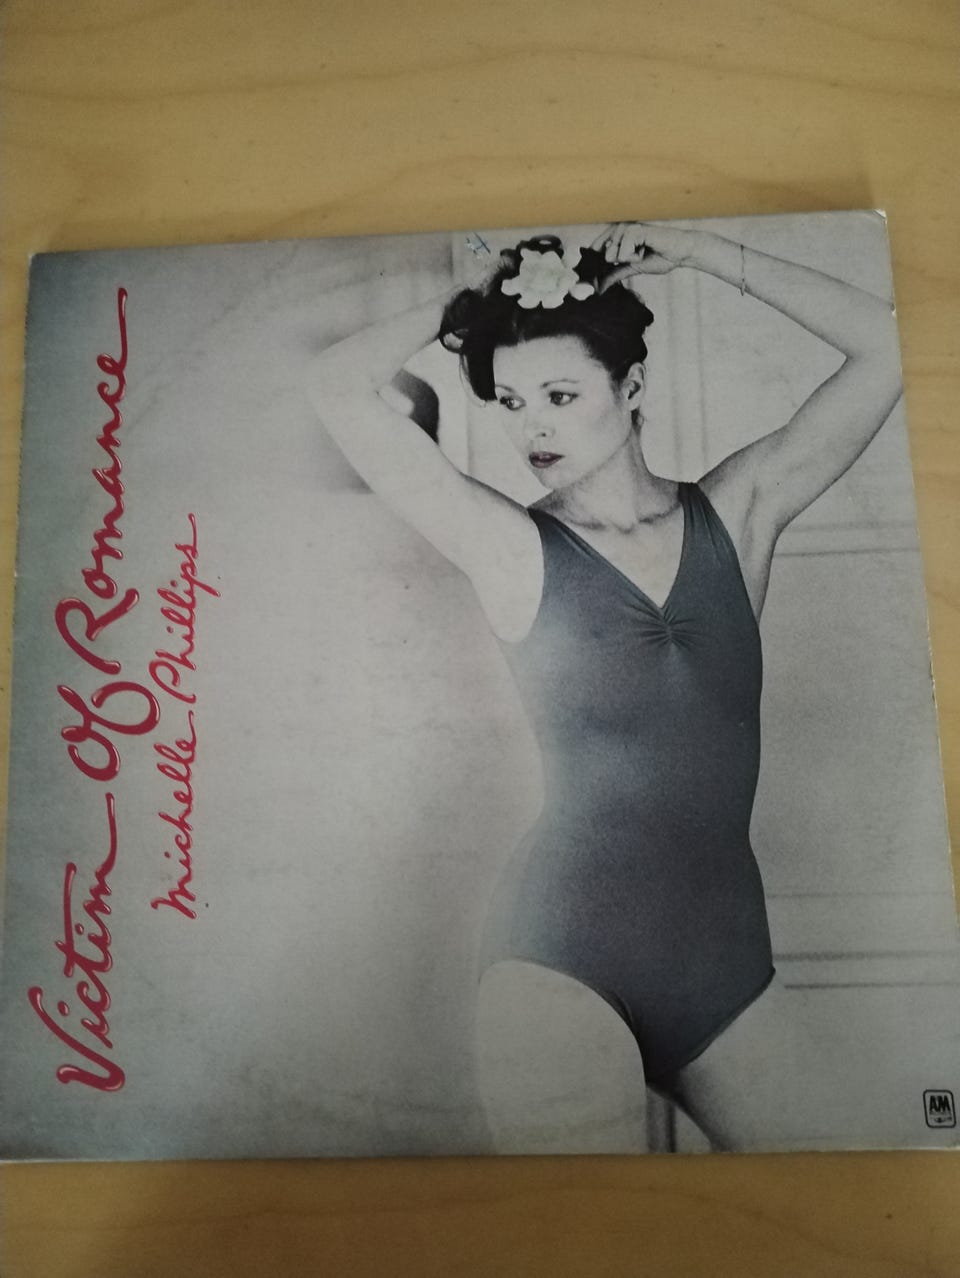 Victim Of Romance
Michelle Phillips
A&M